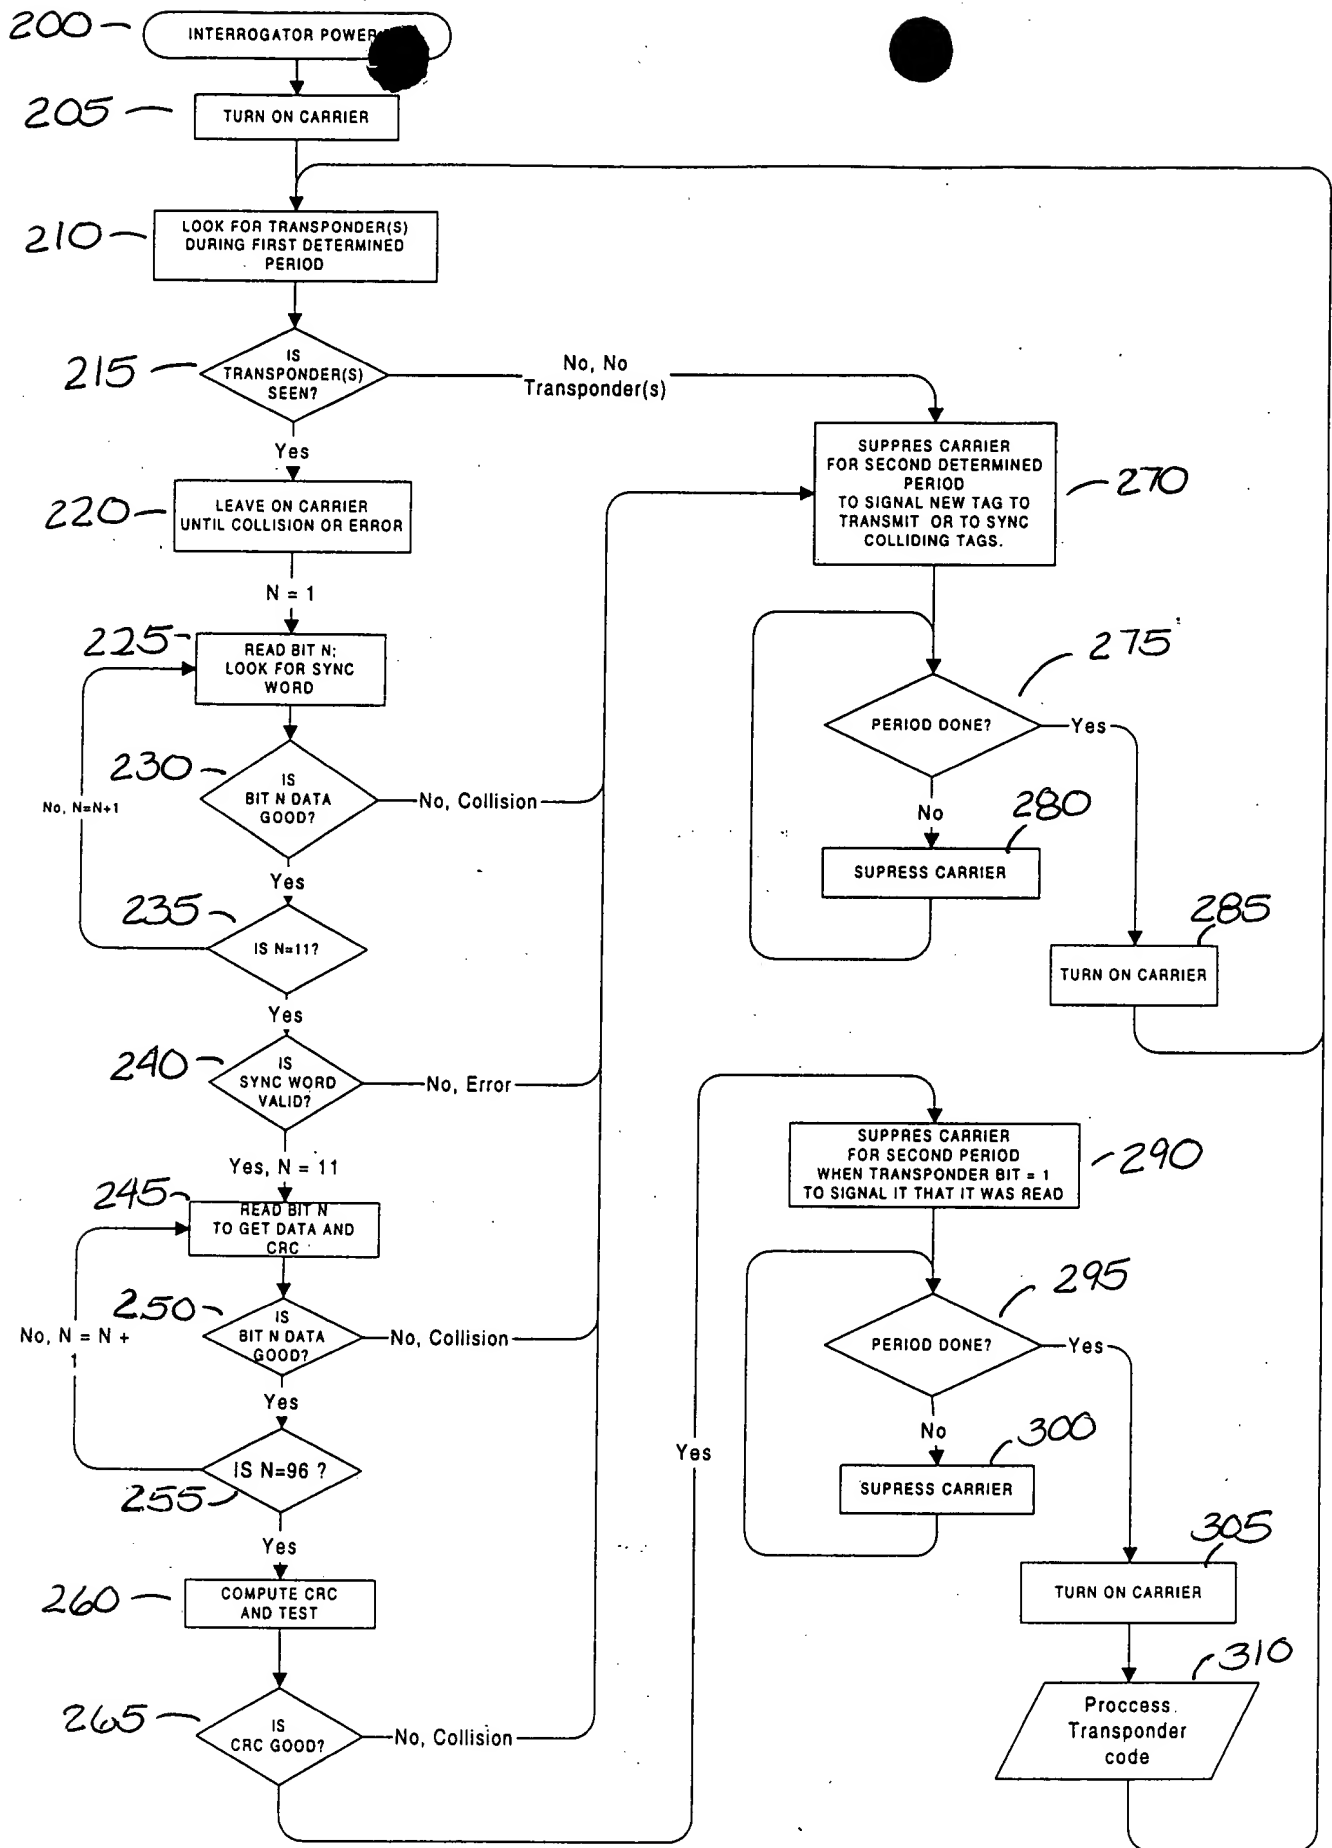 200
INTERROGATOR POWER
205
TURN ON CARRIER
210
LOOK FOR TRANSPONDER(S)
DURING FIRST DETERMINED
PERIOD
215
IS
TRANSPONDER(S)
SEEN?
No, No
Transponder(s)
Yes
220
LEAVE ON CARRIER
UNTIL COLLISION OR ERROR
N = 1
225
READ BIT N:
LOOK FOR SYNC
WORD
230
IS
BIT N DATA
GOOD?
No, Collision
No, N=N+1
Yes
235
IS N=11?
Yes
240
IS
SYNC WORD
VALID?
No, Error
Yes, N = 11
245
READ BIT N
TO GET DATA AND
CRC
250
IS
BIT N DATA
GOOD?
No, Collision
No, N = N +
1
Yes
IS N=96 ?
255
Yes
260
COMPUTE CRC
AND TEST
265
IS
CRC GOOD?
No, Collision
Yes
SUPPRES CARRIER
FOR SECOND DETERMINED
PERIOD
TO SIGNAL NEW TAG TO
TRANSMIT OR TO SYNC
COLLIDING TAGS.
270
275
PERIOD DONE?
Yes
No
280
SUPRESS CARRIER
285
TURN ON CARRIER
SUPPRES CARRIER
FOR SECOND PERIOD
WHEN TRANSPONDER BIT = 1
TO SIGNAL IT THAT IT WAS READ
290
295
PERIOD DONE?
Yes
No
300
SUPRESS CARRIER
305
TURN ON CARRIER
310
Proccess.
Transponder
code